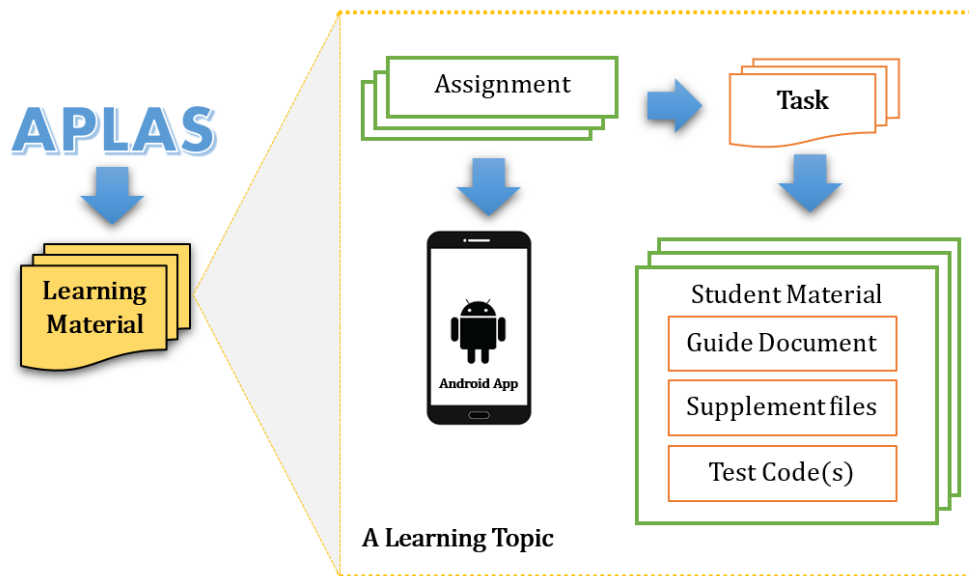 APLAS
Learning
Material
Assignment
Task
Android App
Student Material
Guide Document
Supplement files
Test Code(s)
A Learning Topic